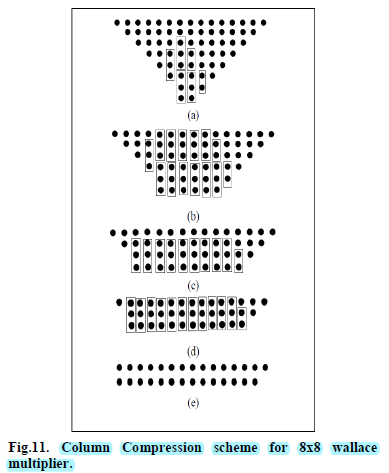 (a)
(b)
(c)
(d)
(e)
Fig.11. Column Compression scheme for 8x8 wallace
multiplier.